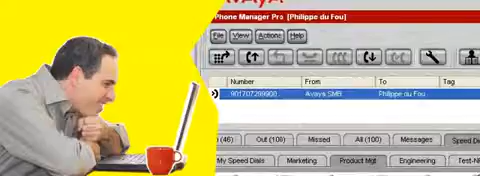 AVAYA
Phone Manager Pro [Philippe du Fou]
File View Actions Help
Number From To Tag
901707299900 Avaya SMB Philippe du Fou
(46) Out (100) Missed All (100) Messages Speed Di
My Speed Dials Marketing Product Mgt Engineering Test-N